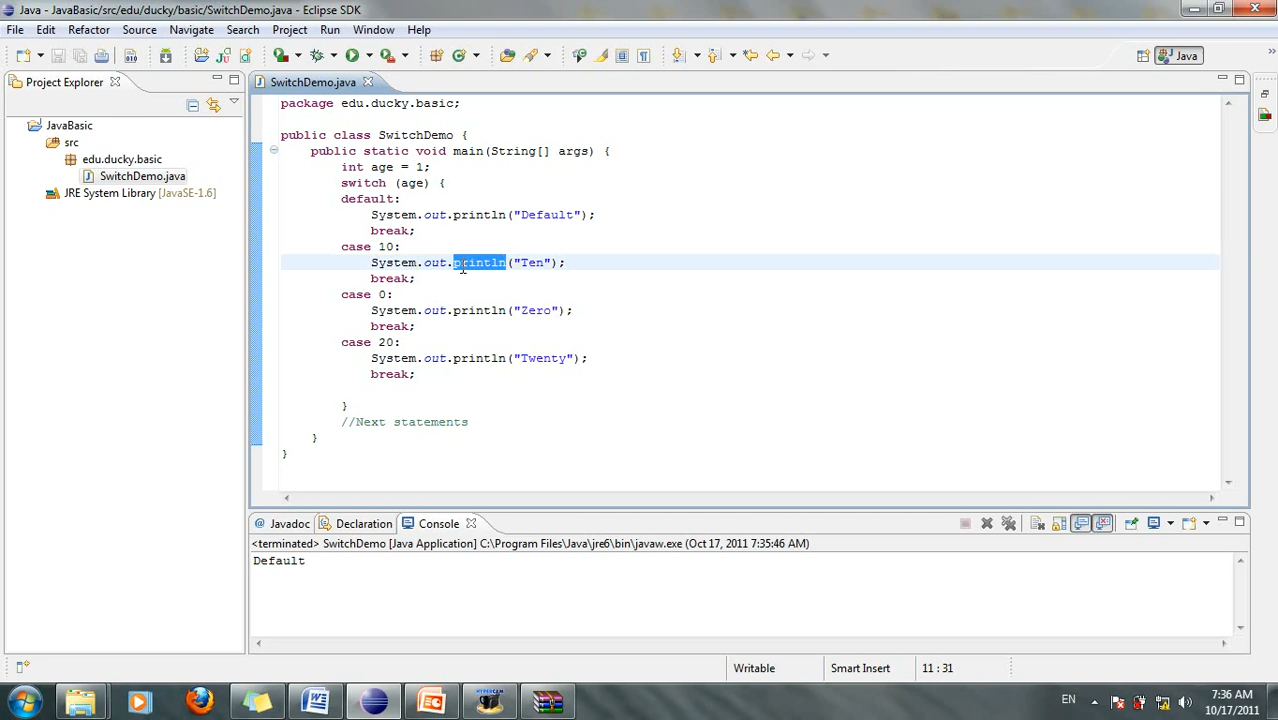 Java - JavaBasic/src/edu/ducky/basic/SwitchDemo.java - Eclipse SDK
File Edit Refactor Source Navigate Search Project Run Window Help
Java
Project Explorer
JavaBasic
src
edu.ducky.basic
SwitchDemo.java
JRE System Library [JavaSE-1.6]
SwitchDemo.java
package edu.ducky.basic;
public class SwitchDemo {
public static void main(String[] args) {
int age = 1;
switch (age) {
default:
System.out.println("Default");
break;
case 10:
System.out.println("Ten");
break;
case 0:
System.out.println("Zero");
break;
case 20:
System.out.println("Twenty");
break;
}
//Next statements
}
}
@ Javadoc Declaration Console
<terminated> SwitchDemo [Java Application] C:\Program Files\Java\jre6\bin\javaw.exe (Oct 17, 2011 7:35:46 AM)
Default
Writable Smart Insert 11 : 31
HYPERCAM
EN
7:36 AM
10/17/2011